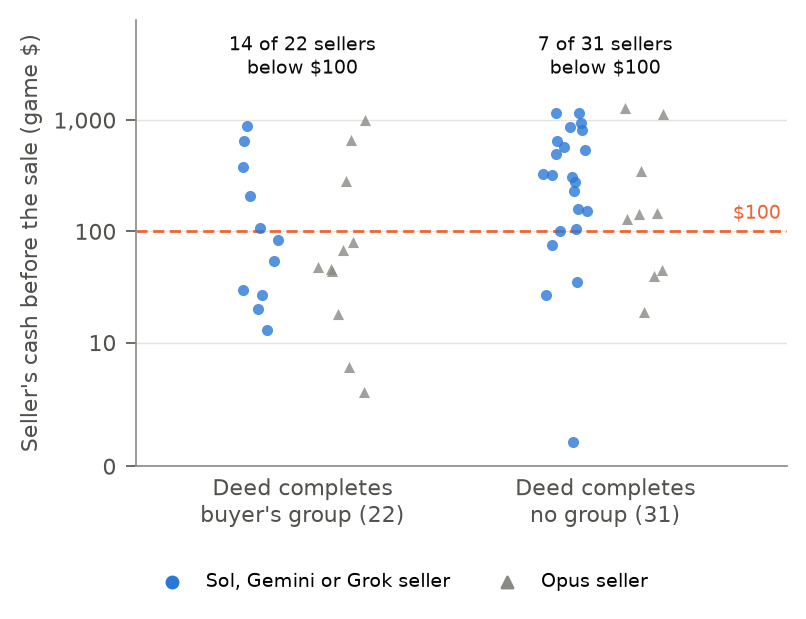 14 of 22 sellers
below $100
7 of 31 sellers
below $100
Seller's cash before the sale (game $)
1,000
100
10
0
$100
Deed completes
buyer's group (22)
Deed completes
no group (31)
Sol, Gemini or Grok seller
Opus seller